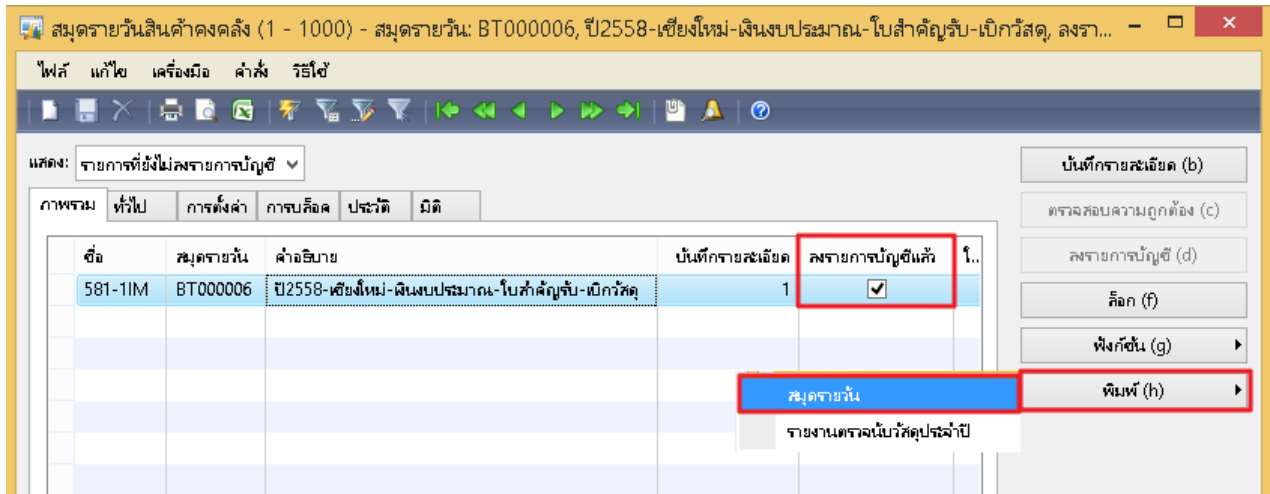 สมุดรายวันสินค้าคงคลัง (1 - 1000) - สมุดรายวัน: BT000006, ปี2558-เชียงใหม่-เงินงบประมาณ-ใบสำคัญรับ-เบิกวัสดุ, ลงรา...
ไฟล์ แก้ไข เครื่องมือ คำสั่ง วิธีใช้
แสดง: รายการที่ยังไม่ลงรายการบัญชี
บันทึกรายละเอียด (b)
ภาพรวม ทั่วไป การตั้งค่า การบล็อค ประวัติ มิติ
ตรวจสอบความถูกต้อง (c)
ชื่อ สมุดรายวัน คำอธิบาย บันทึกรายละเอียด ลงรายการบัญชีแล้ว ใ..
ลงรายการบัญชี (d)
581-1IM BT000006 ปี2558-เชียงใหม่-เงินงบประมาณ-ใบสำคัญรับ-เบิกวัสดุ 1
ล็อก (f)
ฟังก์ชัน (g)
พิมพ์ (h)
สมุดรายวัน
รายงานตรวจนับวัสดุประจำปี